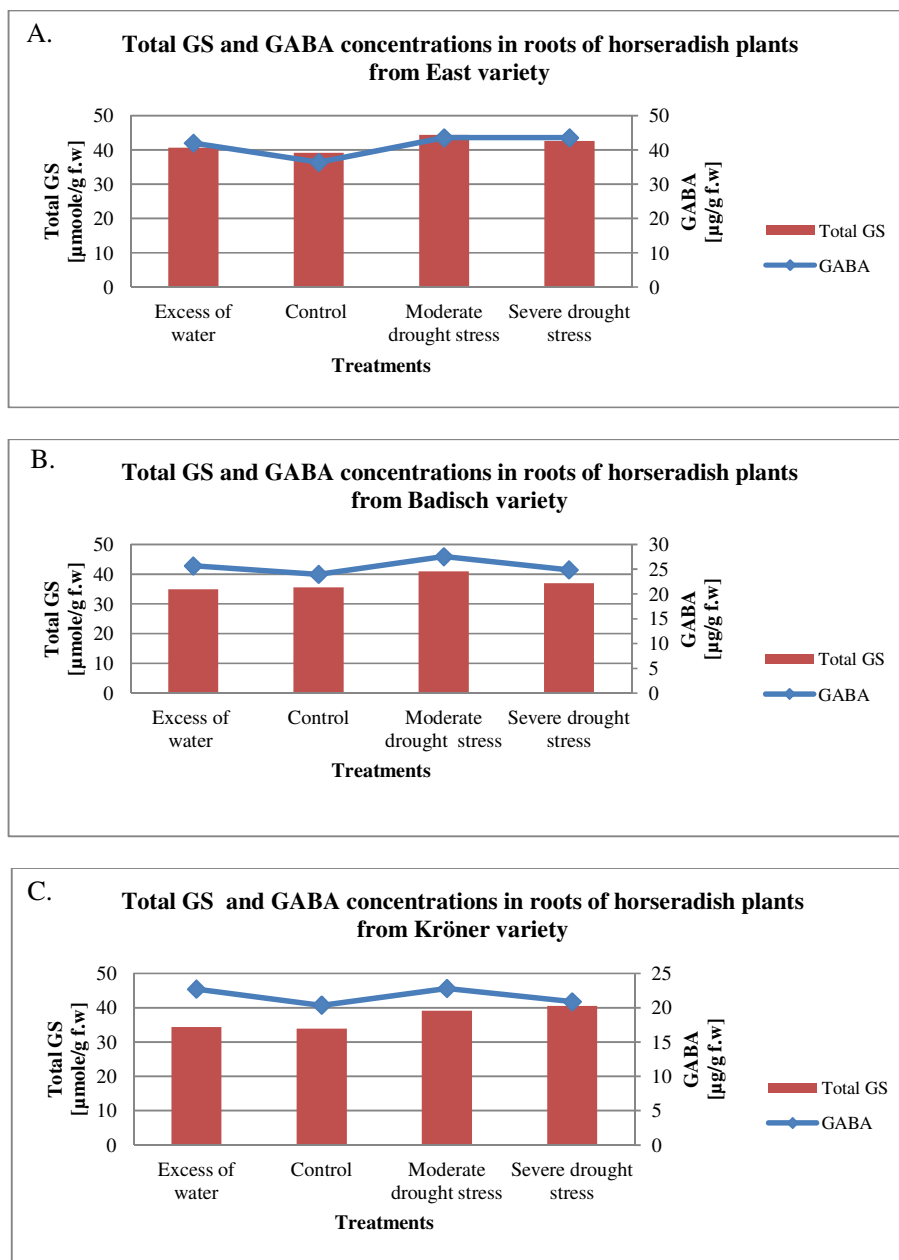 A.
Total GS and GABA concentrations in roots of horseradish plants
from East variety
Total GS
[µmoole/g f.w]
50
40
30
20
10
0
50
40
30
20
10
0
GABA
[µg/g f.w]
Total GS
GABA
Excess of
water
Control
Moderate
drought stress
Severe drought
stress
Treatments
B.
Total GS and GABA concentrations in roots of horseradish plants
from Badisch variety
Total GS
[µmole/g f.w]
50
40
30
20
10
0
30
25
20
15
10
5
0
GABA
[µg/g f.w]
Total GS
GABA
Excess of
water
Control
Moderate
drought stress
Severe drought
stress
Treatments
C.
Total GS and GABA concentrations in roots of horseradish plants
from Kröner variety
Total GS
[µmole/g f.w]
50
40
30
20
10
0
25
20
15
10
5
0
GABA
[µg/g f.w]
Total GS
GABA
Excess of
water
Control
Moderate
drought stress
Severe drought
stress
Treatments